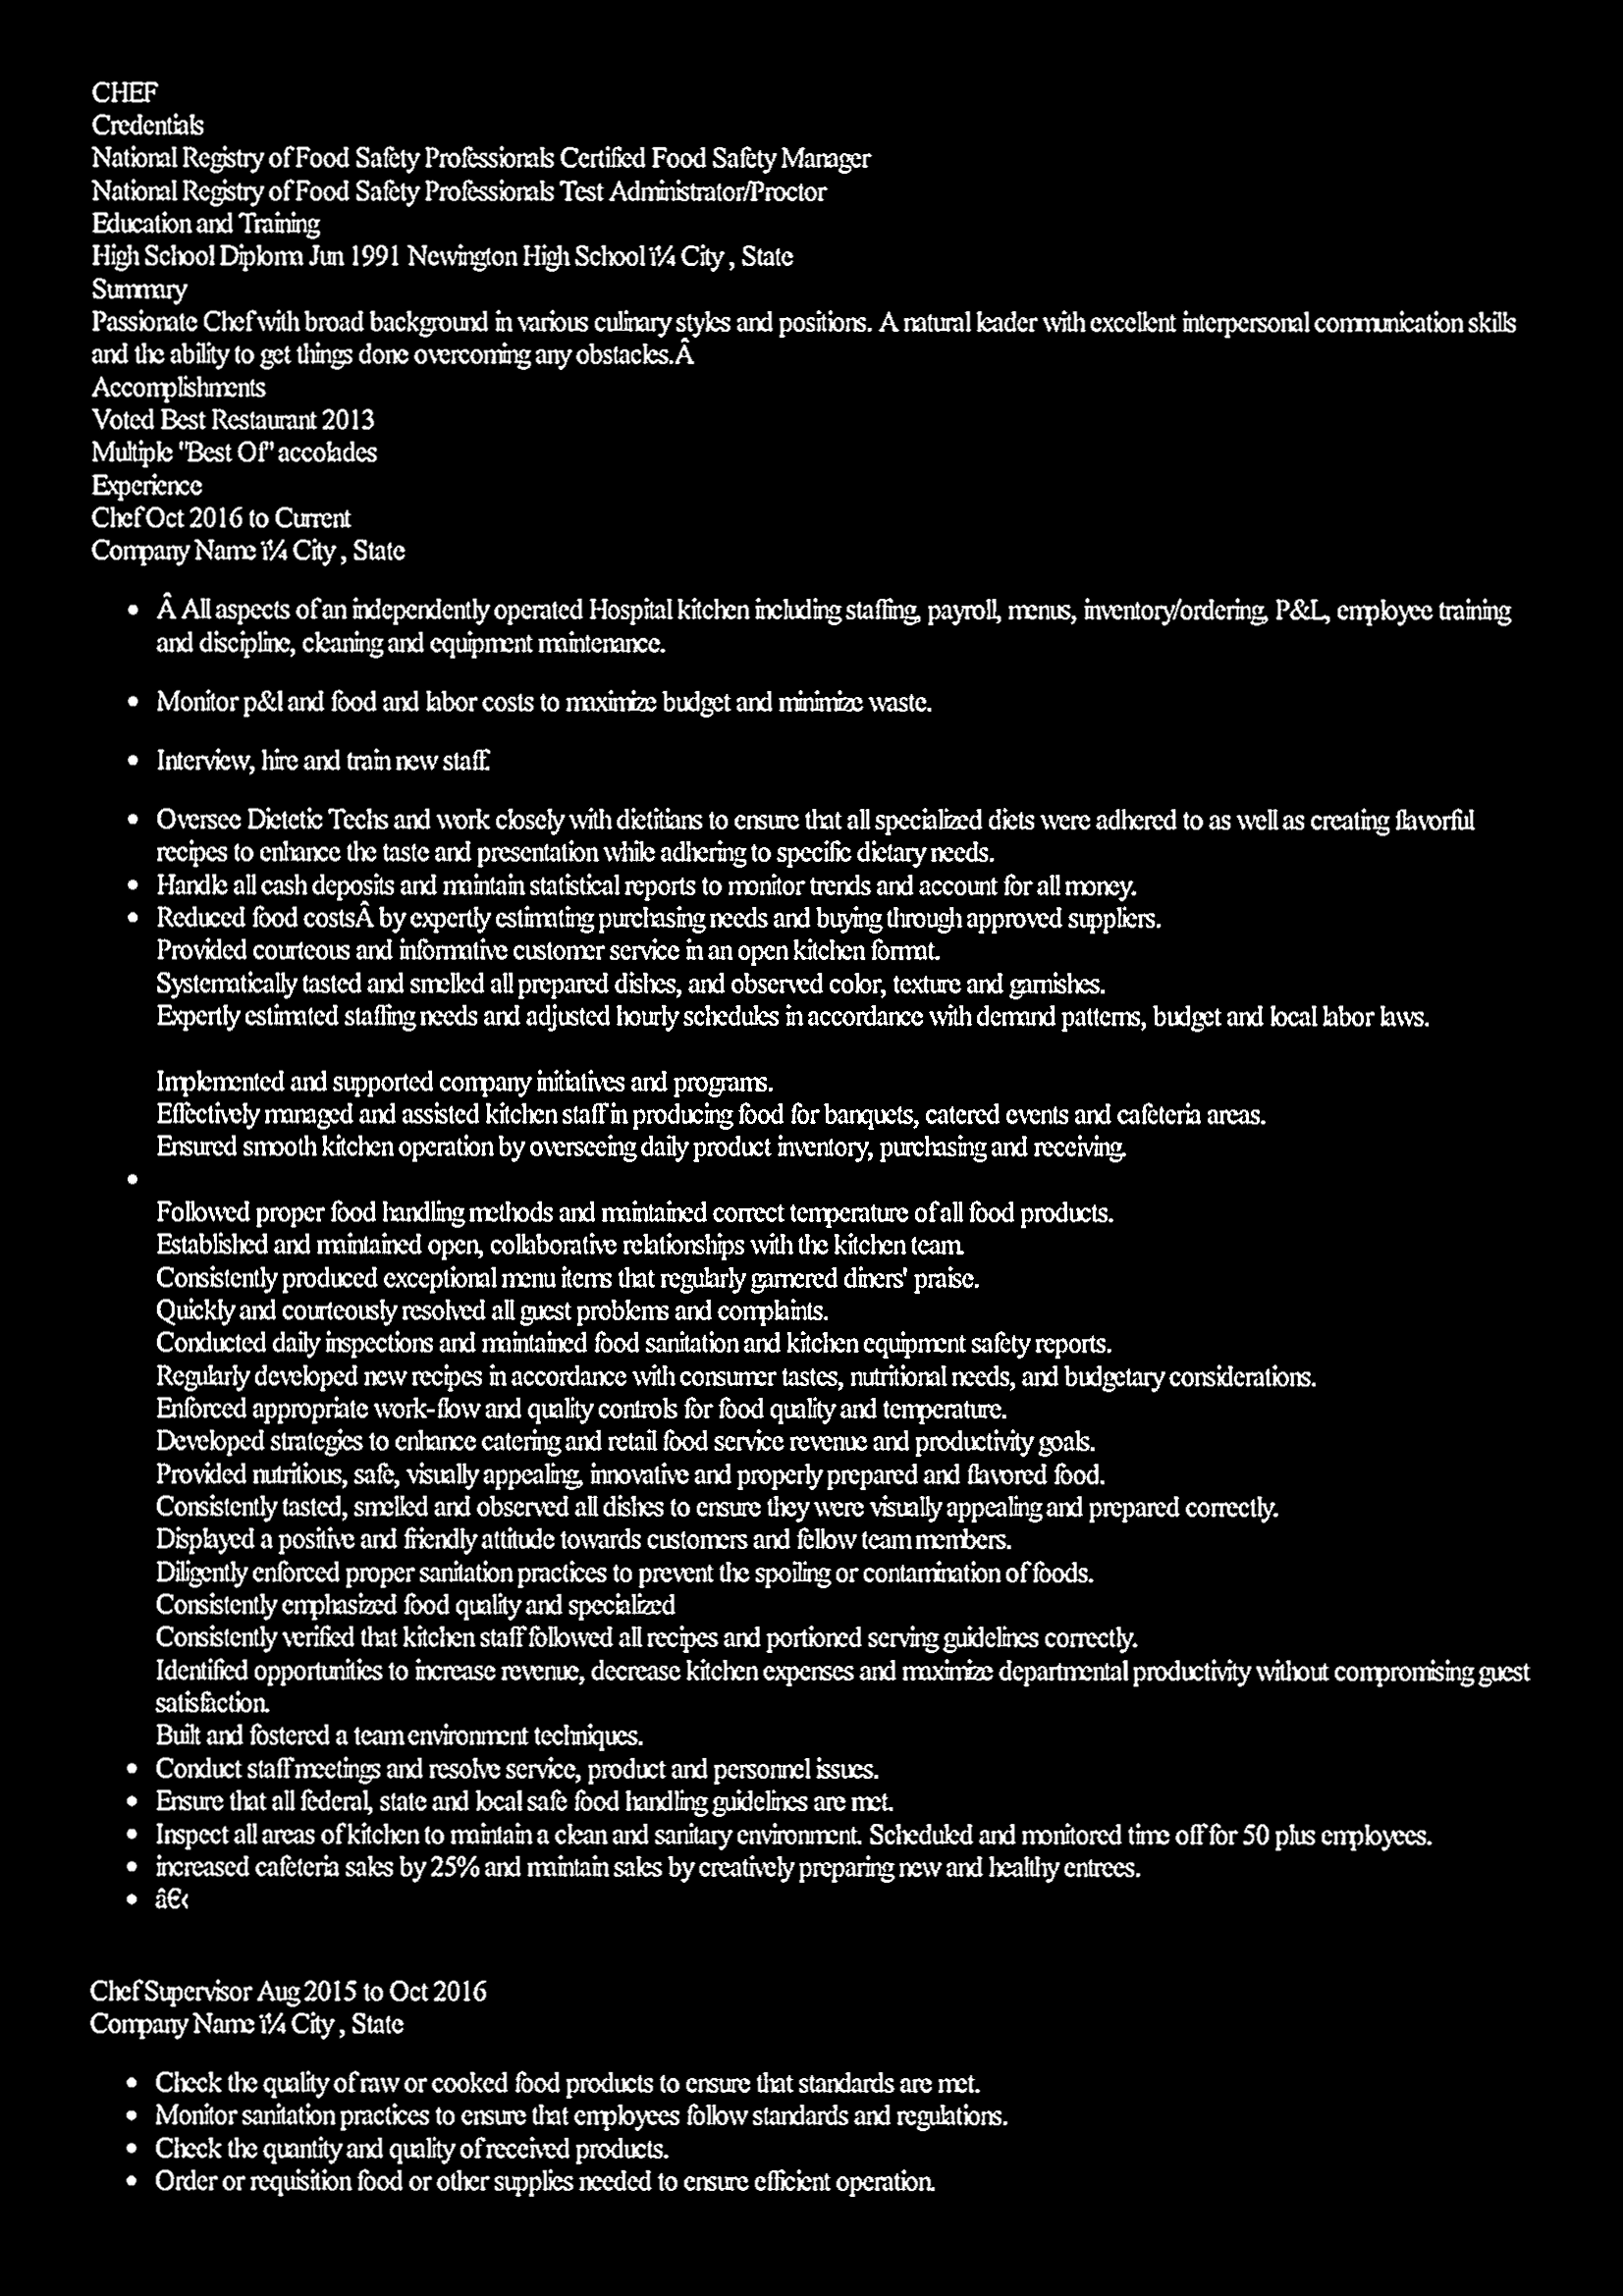 CHEF
Credentials
National Registry of Food Safety Professionals Certified Food Safety Manager
National Registry of Food Safety Professionals Test Administrator/Proctor
Education and Training
High School Diploma Jun 1991 Newington High School ï¼ City , State
Summary
Passionate Chef with broad background in various culinary styles and positions. A natural leader with excellent interpersonal communication skills
and the ability to get things done overcoming any obstacles.Â
Accomplishments
Voted Best Restaurant 2013
Multiple "Best Of" accolades
Experience
Chef Oct 2016 to Current
Company Name ï¼ City , State
• Â All aspects of an independently operated Hospital kitchen including staffing, payroll, menus, inventory/ordering, P&L, employee training
and discipline, cleaning and equipment maintenance.
• Monitor p&l and food and labor costs to maximize budget and minimize waste.
• Interview, hire and train new staff.
• Oversee Dietetic Techs and work closely with dietitians to ensure that all specialized diets were adhered to as well as creating flavorful
recipes to enhance the taste and presentation while adhering to specific dietary needs.
• Handle all cash deposits and maintain statistical reports to monitor trends and account for all money.
• Reduced food costsÂ by expertly estimating purchasing needs and buying through approved suppliers.
Provided courteous and informative customer service in an open kitchen format.
Systematically tasted and smelled all prepared dishes, and observed color, texture and garnishes.
Expertly estimated staffing needs and adjusted hourly schedules in accordance with demand patterns, budget and local labor laws.
Implemented and supported company initiatives and programs.
Effectively managed and assisted kitchen staff in producing food for banquets, catered events and cafeteria areas.
Ensured smooth kitchen operation by overseeing daily product inventory, purchasing and receiving.
•
Followed proper food handling methods and maintained correct temperature of all food products.
Established and maintained open, collaborative relationships with the kitchen team.
Consistently produced exceptional menu items that regularly garnered diners' praise.
Quickly and courteously resolved all guest problems and complaints.
Conducted daily inspections and maintained food sanitation and kitchen equipment safety reports.
Regularly developed new recipes in accordance with consumer tastes, nutritional needs, and budgetary considerations.
Enforced appropriate work-flow and quality controls for food quality and temperature.
Developed strategies to enhance catering and retail food service revenue and productivity goals.
Provided nutritious, safe, visually appealing, innovative and properly prepared and flavored food.
Consistently tasted, smelled and observed all dishes to ensure they were visually appealing and prepared correctly.
Displayed a positive and friendly attitude towards customers and fellow team members.
Diligently enforced proper sanitation practices to prevent the spoiling or contamination of foods.
Consistently emphasized food quality and specialized
Consistently verified that kitchen staff followed all recipes and portioned serving guidelines correctly.
Identified opportunities to increase revenue, decrease kitchen expenses and maximize departmental productivity without compromising guest
satisfaction.
Built and fostered a team environment techniques.
• Conduct staff meetings and resolve service, product and personnel issues.
• Ensure that all federal, state and local safe food handling guidelines are met.
• Inspect all areas of kitchen to maintain a clean and sanitary environment. Scheduled and monitored time off for 50 plus employees.
• increased cafeteria sales by 25% and maintain sales by creatively preparing new and healthy entrees.
• â€‹
Chef Supervisor Aug 2015 to Oct 2016
Company Name ï¼ City , State
• Check the quality of raw or cooked food products to ensure that standards are met.
• Monitor sanitation practices to ensure that employees follow standards and regulations.
• Check the quantity and quality of received products.
• Order or requisition food or other supplies needed to ensure efficient operation.